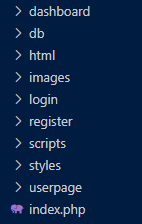 dashboard
db
html
images
login
register
scripts
styles
userpage
index.php